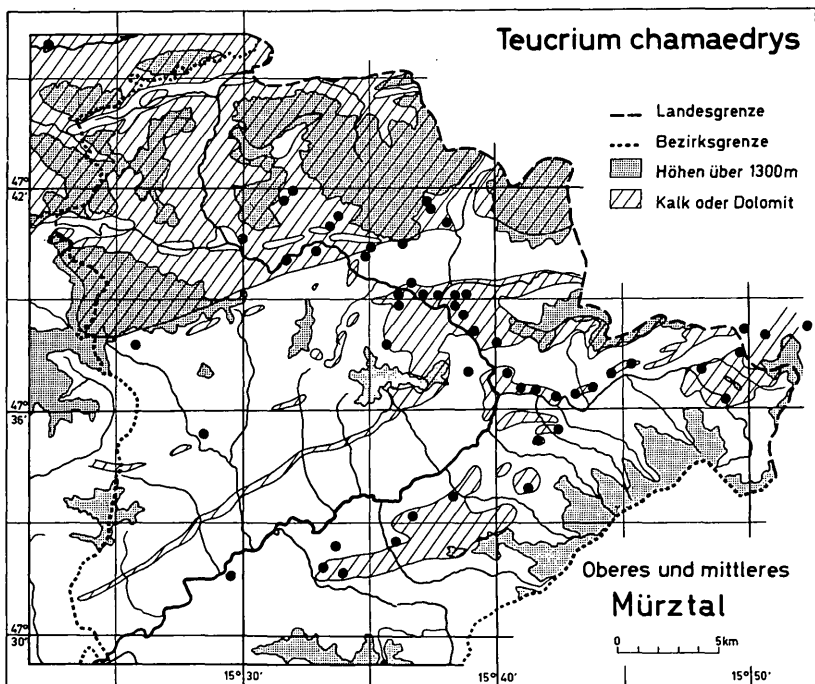 Teucrium chamaedrys
Landesgrenze
Bezirksgrenze
Höhen über 1300m
Kalk oder Dolomit
47°
42'
47°
36'
47°
30'
Oberes und mittleres
Mürztal
0 5km
15°30' 15°40' 15°50'